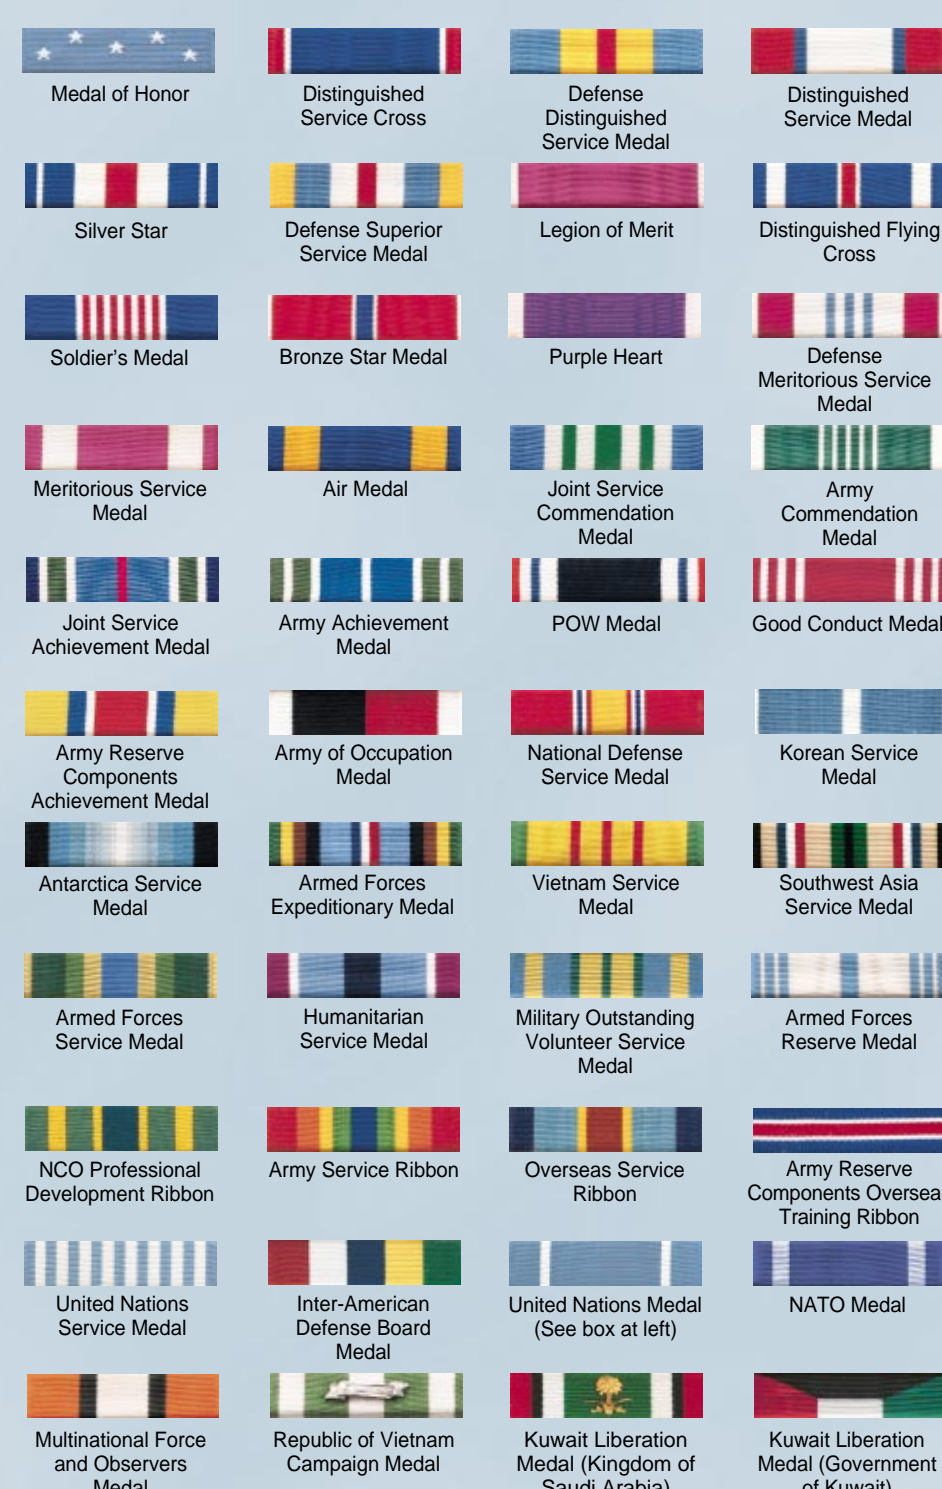 Medal of Honor
Distinguished
Service Cross
Defense
Distinguished
Service Medal
Distinguished
Service Medal
Silver Star
Defense Superior
Service Medal
Legion of Merit
Distinguished Flying
Cross
Soldier’s Medal
Bronze Star Medal
Purple Heart
Defense
Meritorious Service
Medal
Meritorious Service
Medal
Air Medal
Joint Service
Commendation
Medal
Army
Commendation
Medal
Joint Service
Achievement Medal
Army Achievement
Medal
POW Medal
Good Conduct Medal
Army Reserve
Components
Achievement Medal
Army of Occupation
Medal
National Defense
Service Medal
Korean Service
Medal
Antarctica Service
Medal
Armed Forces
Expeditionary Medal
Vietnam Service
Medal
Southwest Asia
Service Medal
Armed Forces
Service Medal
Humanitarian
Service Medal
Military Outstanding
Volunteer Service
Medal
Armed Forces
Reserve Medal
NCO Professional
Development Ribbon
Army Service Ribbon
Overseas Service
Ribbon
Army Reserve
Components Oversea
Training Ribbon
United Nations
Service Medal
Inter-American
Defense Board
Medal
United Nations Medal
(See box at left)
NATO Medal
Multinational Force
and Observers
Medal
Republic of Vietnam
Campaign Medal
Kuwait Liberation
Medal (Kingdom of
Saudi Arabia)
Kuwait Liberation
Medal (Government
of Kuwait)